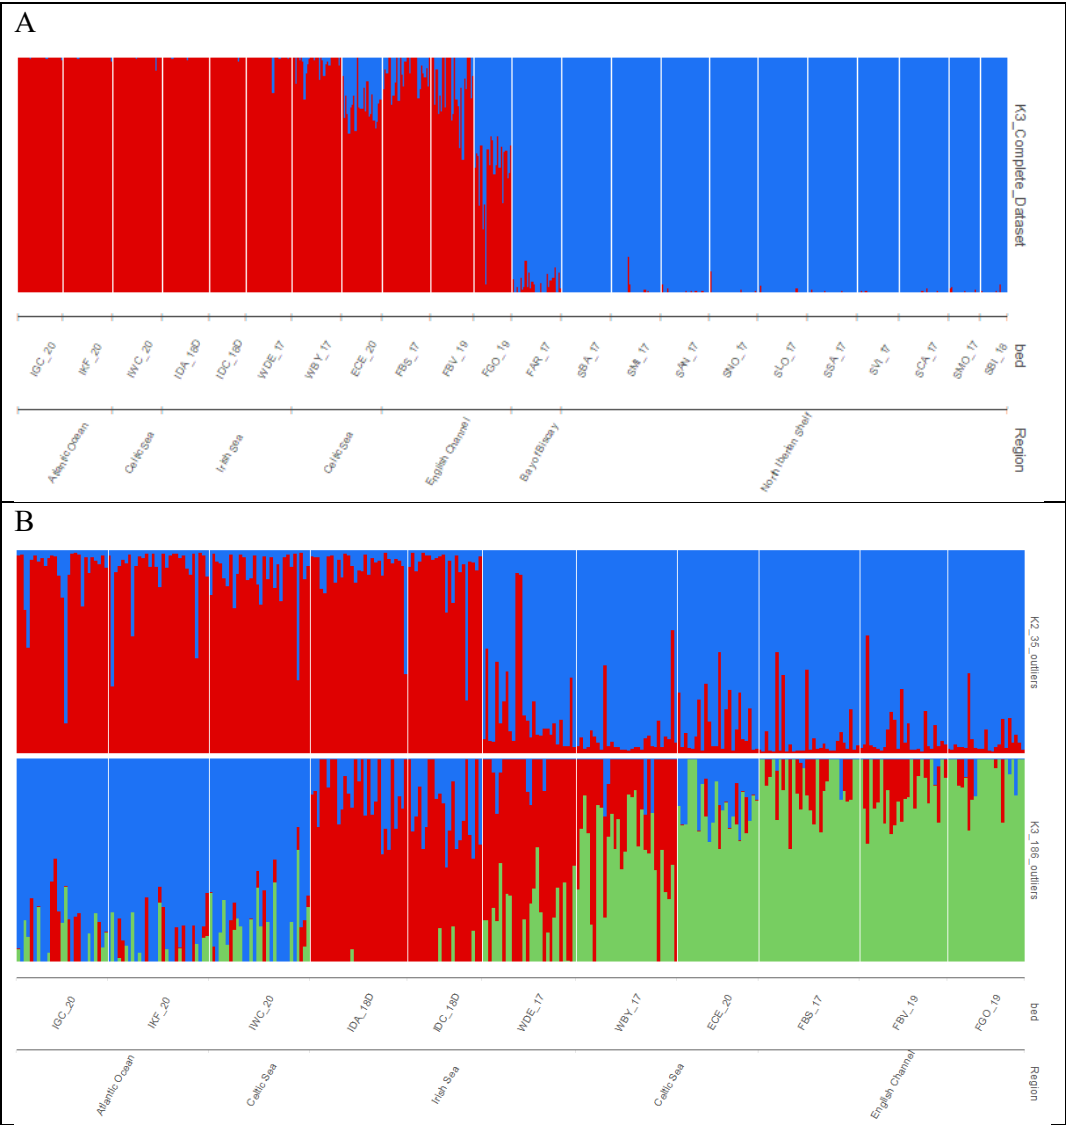 A
K3_Complete_Dataset
IGC_20 IKF_20 IWC_20 IDA_18D IDC_18D WDE_17 WBY_17 ECE_20 FBS_17 FBV_19 FGO_19 FAR_17 SBA_17 SMI_17 SAN_17 SNO_17 SLO_17 SSA_17 SVI_17 SCA_17 SMO_17 SBI_18 bed
Atlantic Ocean Celtic Sea Irish Sea Celtic Sea English Channel Bay of Biscay North Iberian Shelf Region
B
K2_35_outliers
K3_186_outliers
IGC_20 IKF_20 IWC_20 IDA_18D IDC_18D WDE_17 WBY_17 ECE_20 FBS_17 FBV_19 FGO_19 bed
Atlantic Ocean Celtic Sea Irish Sea Celtic Sea English Channel Region